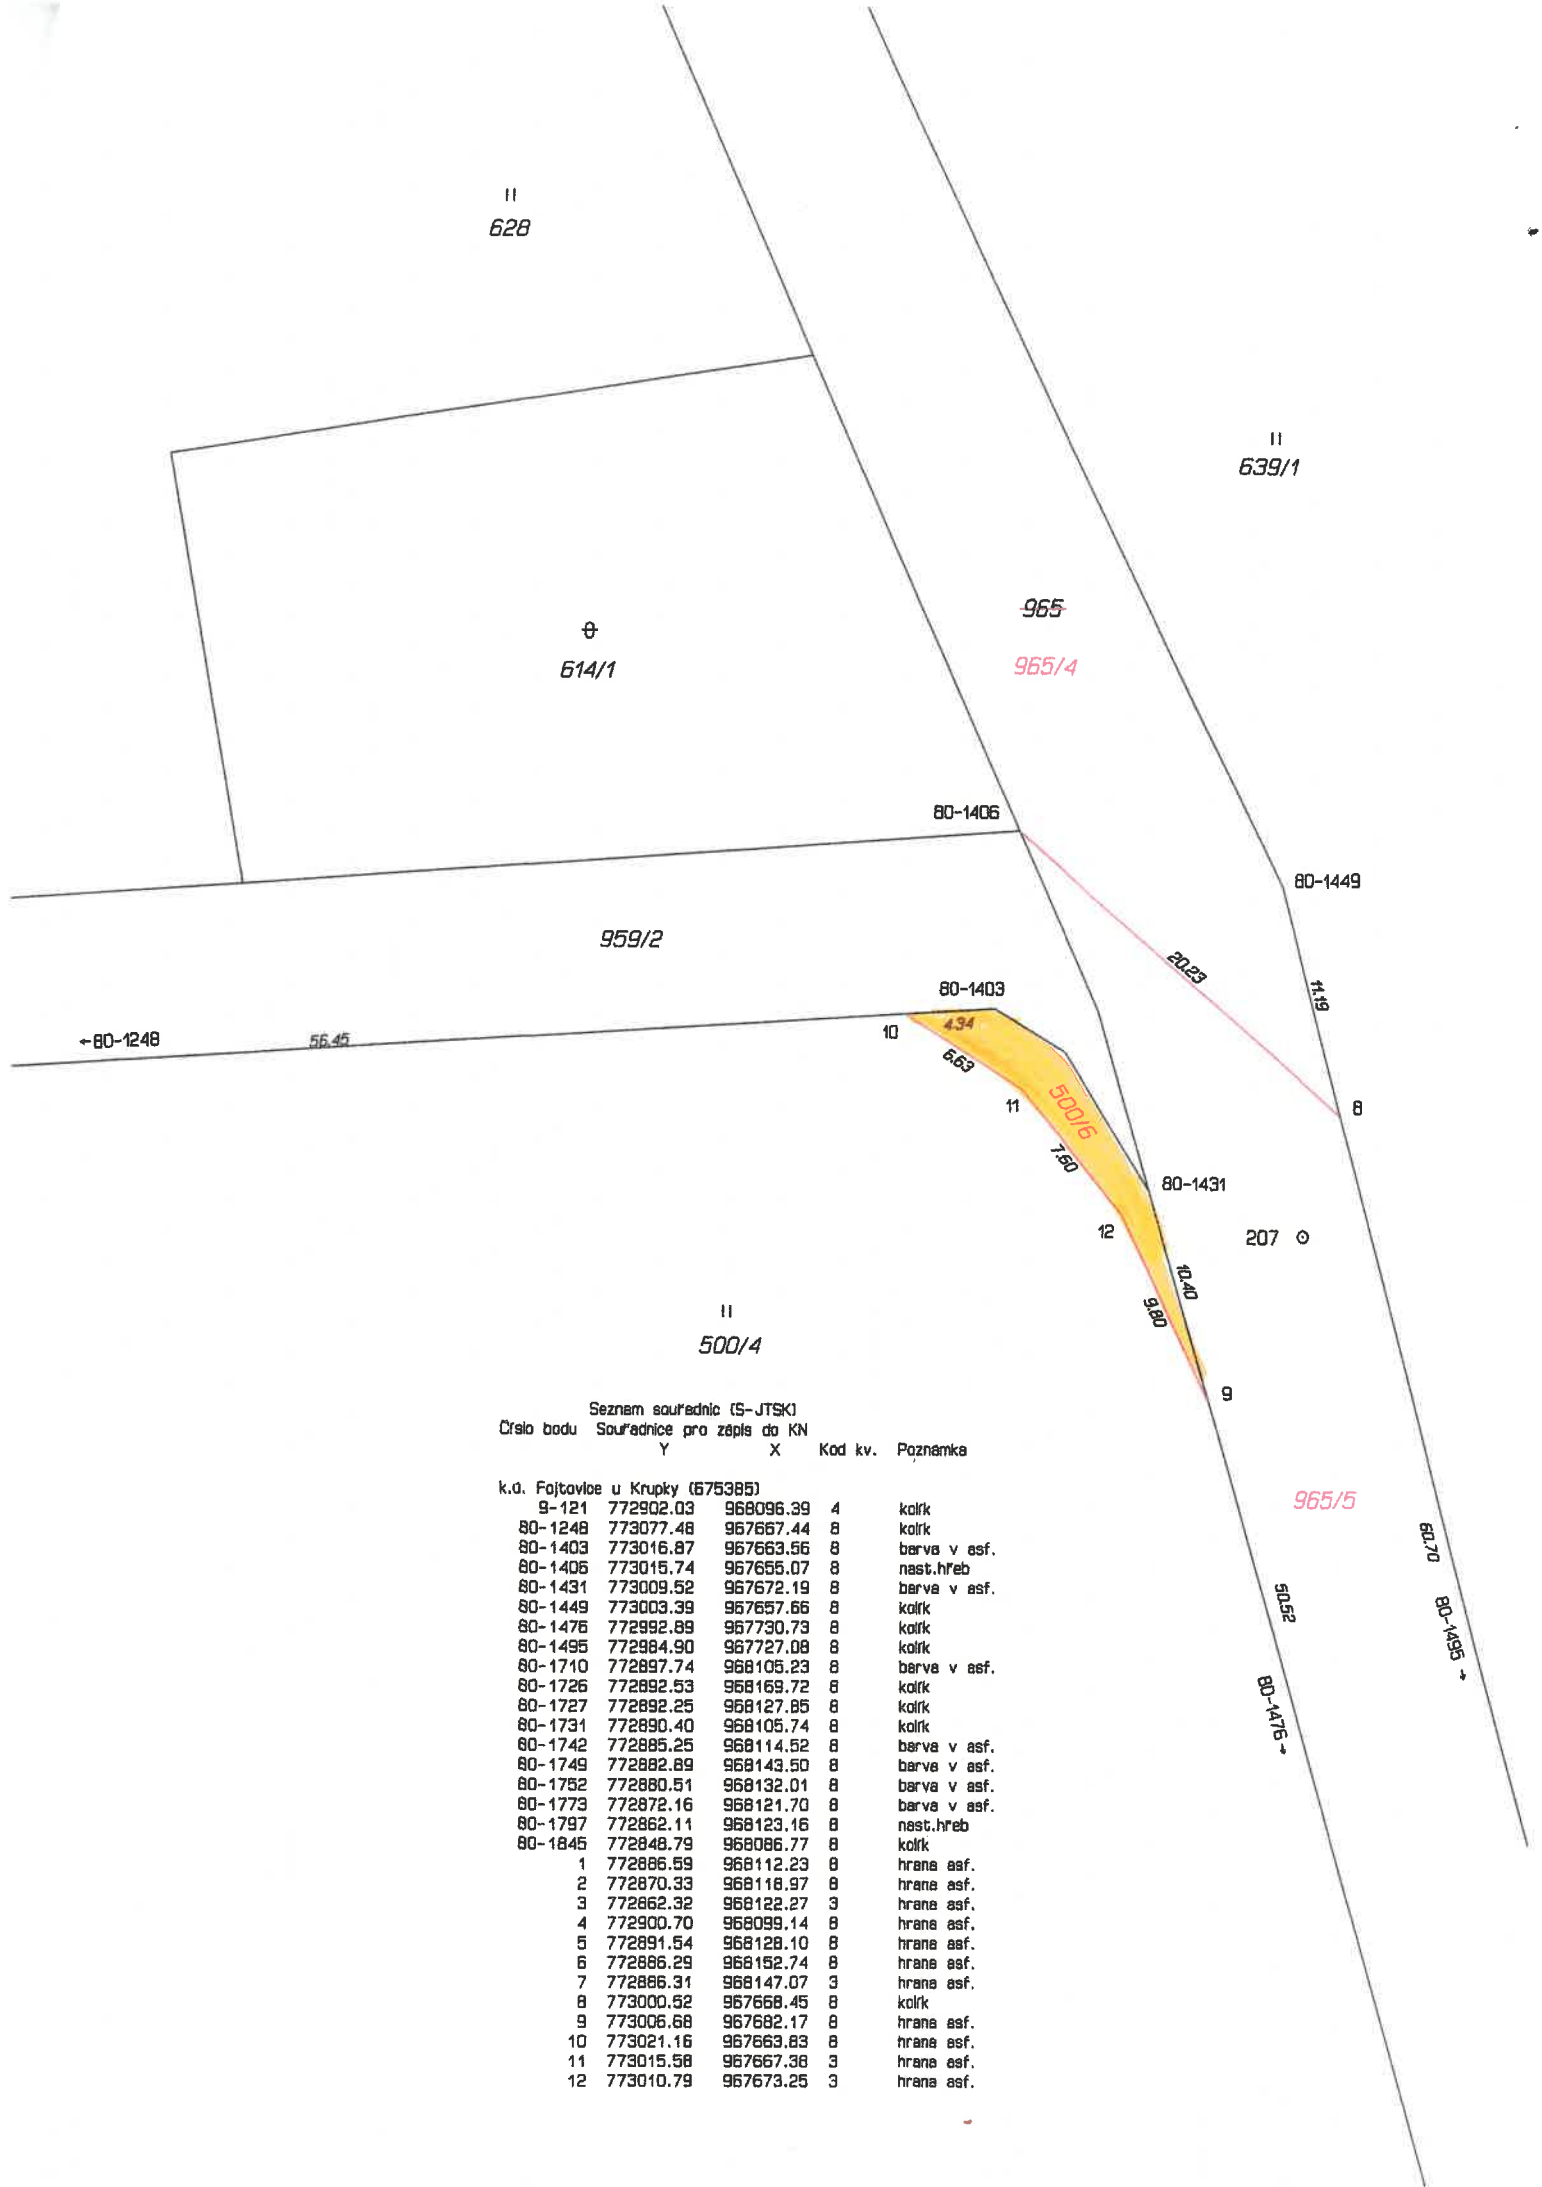 II
628
II
639/1
965
965/4
614/1
80-1406
80-1449
959/2
20.23
11.19
80-1403
←80-1248
56.45
10
4.34
6.63
11
500/6
8
7.60
80-1431
12
207
10.40
9.80
II
500/4
9
Seznam souřadnic (S-JTSK)
Číslo bodu Souřadnice pro zápis do KN
Y X Kód kv. Poznámka
k.ú. Fojtovice u Krupky (675385)
9-121 772902.03 968096.39 4 kolík
80-1248 773077.48 967667.44 8 kolík
80-1403 773016.87 967663.56 8 barva v asf.
80-1406 773015.74 967655.07 8 nast.hřeb
80-1431 773009.52 967672.19 8 barva v asf.
80-1449 773003.39 967657.66 8 kolík
80-1476 772992.89 967730.73 8 kolík
80-1495 772984.90 967727.08 8 kolík
80-1710 772897.74 968105.23 8 barva v asf.
80-1726 772892.53 968169.72 8 kolík
80-1727 772892.25 968127.85 8 kolík
80-1731 772890.40 968105.74 8 kolík
80-1742 772885.25 968114.52 8 barva v asf.
80-1749 772882.89 968143.50 8 barva v asf.
80-1752 772880.51 968132.01 8 barva v asf.
80-1773 772872.16 968121.70 8 barva v asf.
80-1797 772862.11 968123.16 8 nast.hřeb
80-1845 772848.79 968086.77 8 kolík
1 772886.59 968112.23 8 hrana asf.
2 772870.33 968118.97 8 hrana asf.
3 772862.32 968122.27 3 hrana asf.
4 772900.70 968099.14 8 hrana asf.
5 772891.54 968128.10 8 hrana asf.
6 772886.29 968152.74 8 hrana asf.
7 772886.31 968147.07 3 hrana asf.
8 773000.52 967668.45 8 kolík
9 773006.68 967682.17 8 hrana asf.
10 773021.16 967663.83 8 hrana asf.
11 773015.58 967667.38 3 hrana asf.
12 773010.79 967673.25 3 hrana asf.
965/5
60.70
50.52
80-1495→
80-1476→